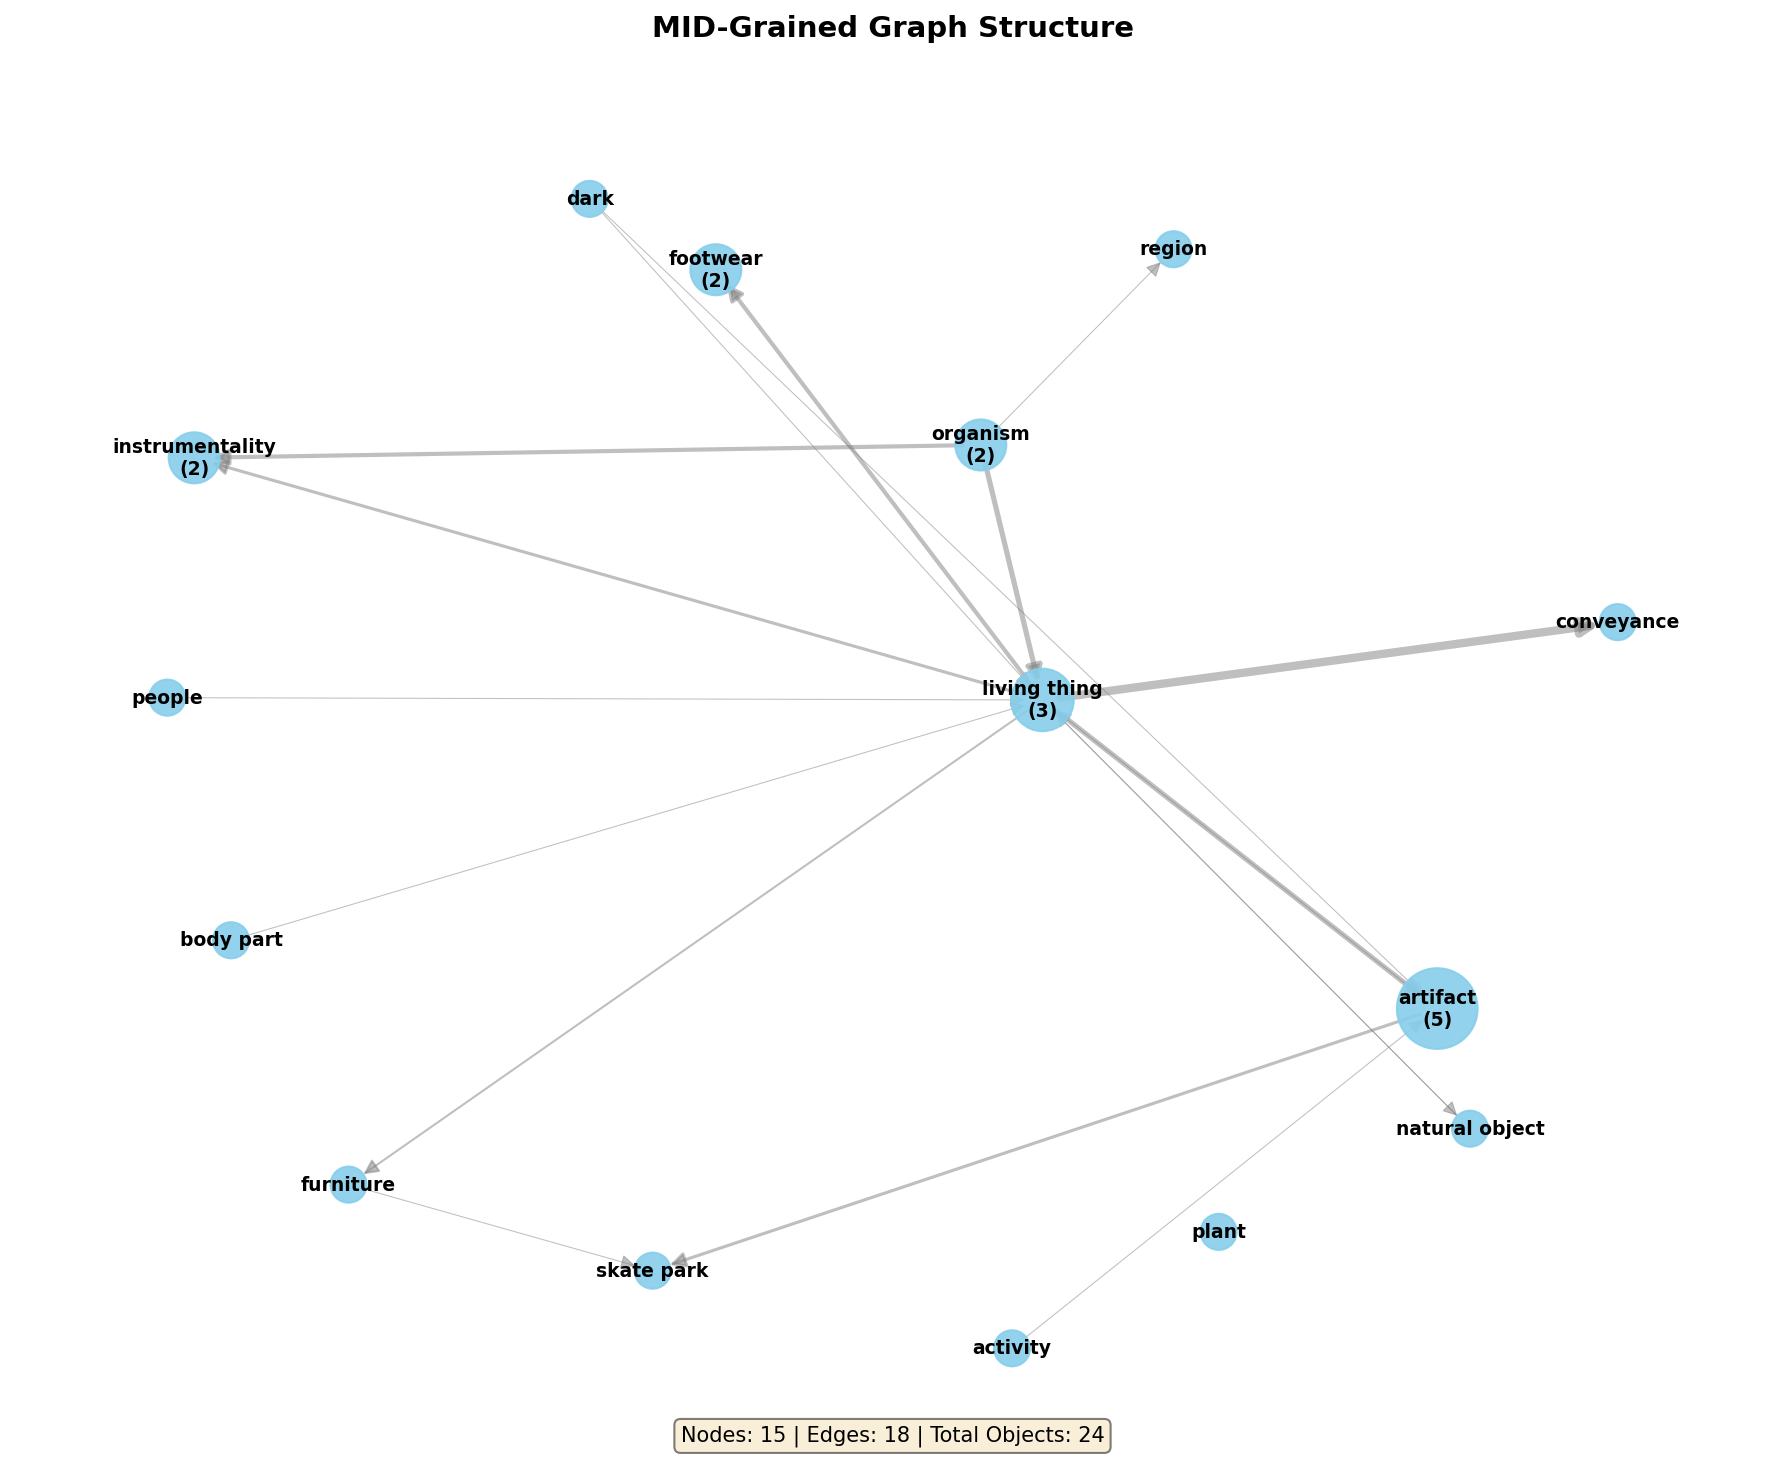 MID-Grained Graph Structure
dark
footwear
(2)
region
organism
(2)
instrumentality
(2)
conveyance
living thing
(3)
people
body part
artifact
(5)
natural object
furniture
plant
skate park
activity
Nodes: 15 | Edges: 18 | Total Objects: 24